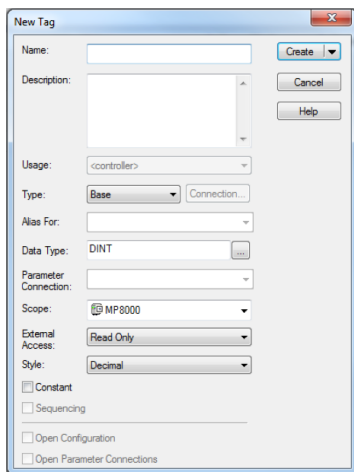 New Tag
Name:
Create
Description:
Cancel
Help
Usage: <controller>
Type: Base Connection...
Alias For:
Data Type: DINT ...
Parameter
Connection:
Scope: MP8000
External
Access: Read Only
Style: Decimal
Constant
Sequencing
Open Configuration
Open Parameter Connections